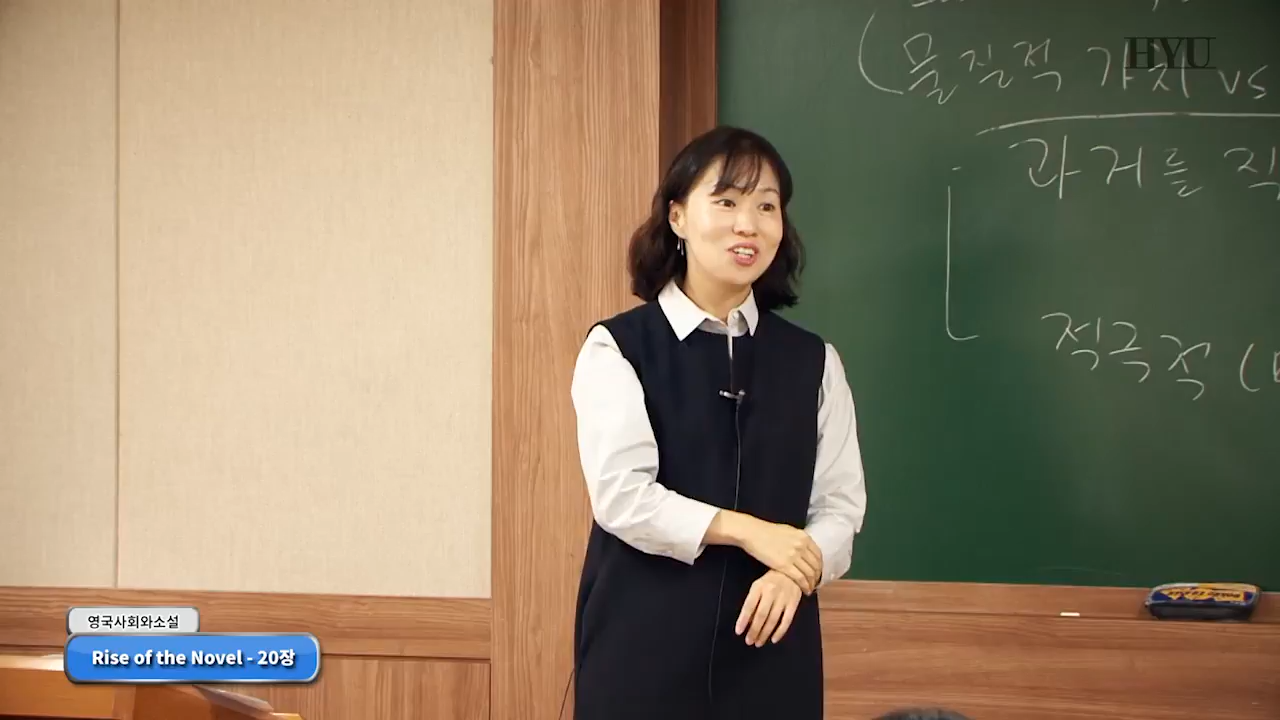 HYU
(물질적 가치 vs
과거를 직
적극적 (
영국사회와소설
Rise of the Novel - 20장